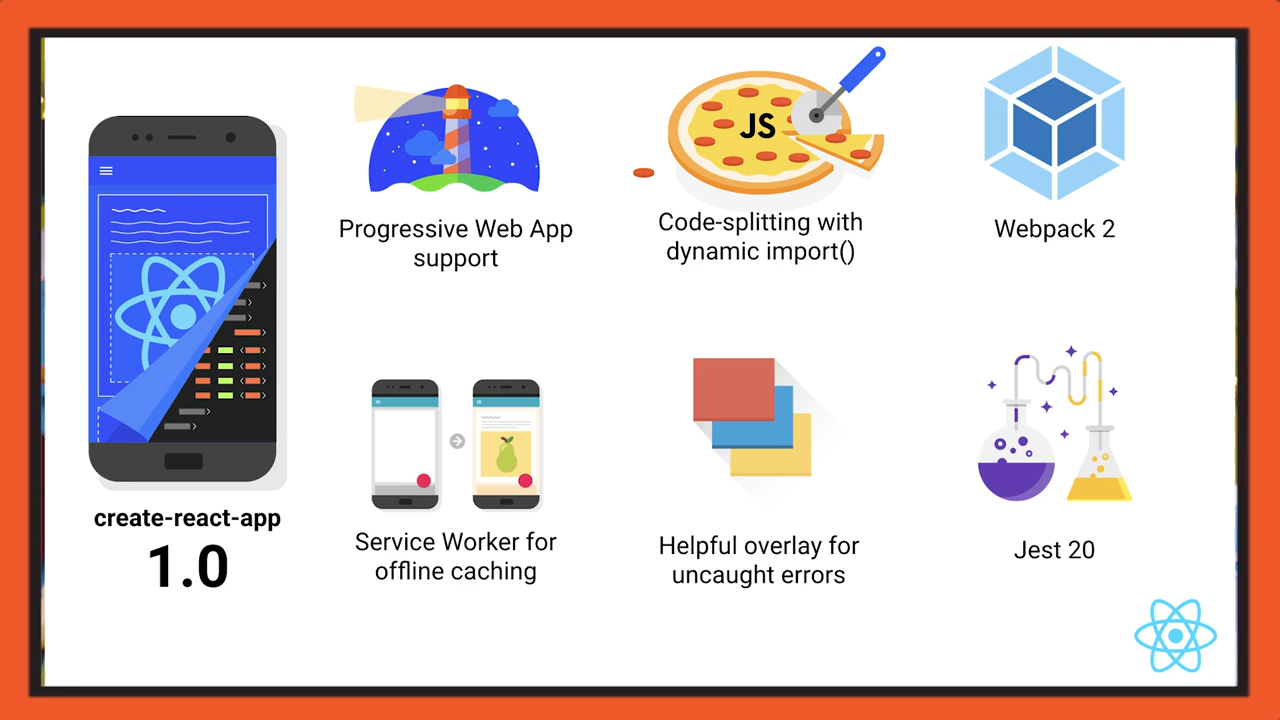 create-react-app
1.0
Progressive Web App
support
JS
Code-splitting with
dynamic import()
Webpack 2
Service Worker for
offline caching
Helpful overlay for
uncaught errors
Jest 20